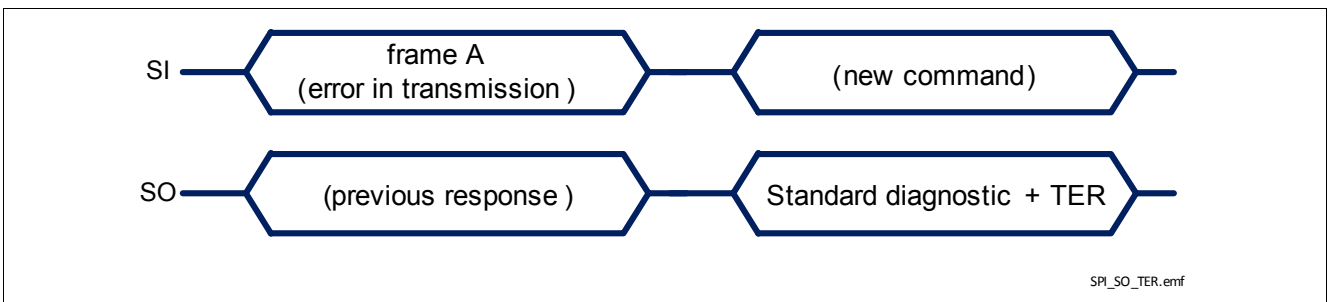 SI
frame A
(error in transmission )
(new command)
SO
(previous response )
Standard diagnostic + TER
SPI_SO_TER.emf